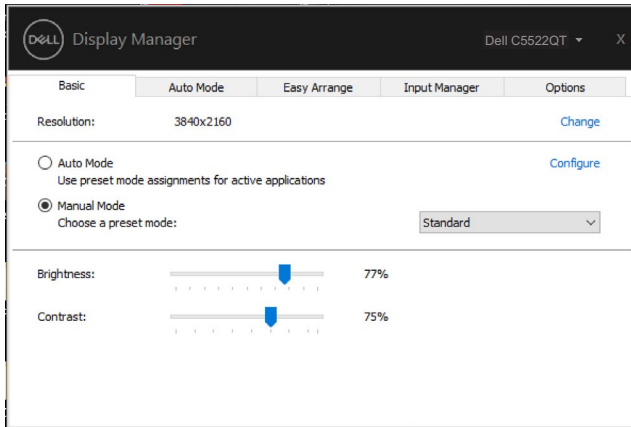 DELL Display Manager Dell C5522QT X
Basic Auto Mode Easy Arrange Input Manager Options
Resolution: 3840x2160 Change
Auto Mode Configure
Use preset mode assignments for active applications
Manual Mode
Choose a preset mode: Standard
Brightness: 77%
Contrast: 75%